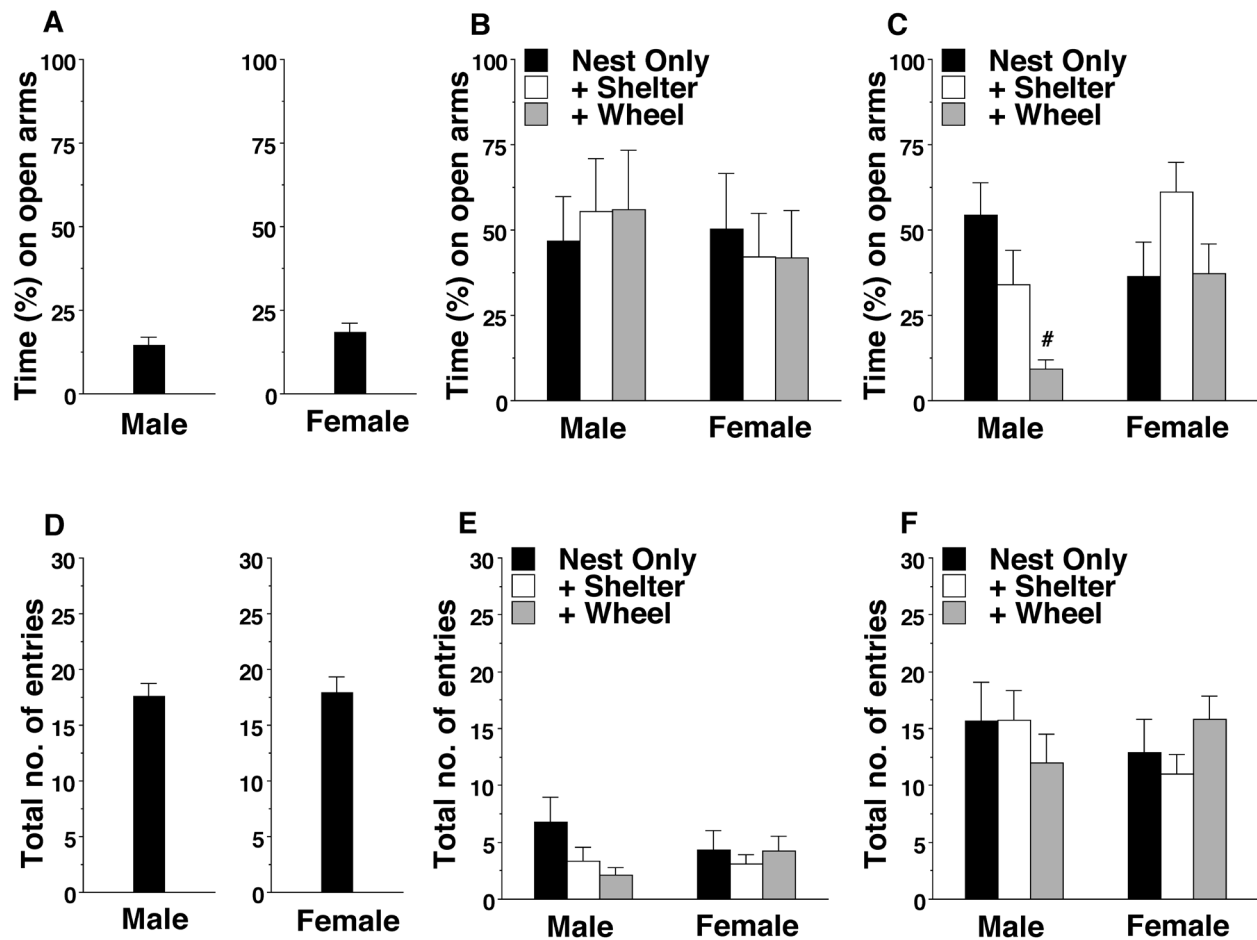 A
Time (%) on open arms
100
75
50
25
0
Male
100
75
50
25
0
Female
B
Time (%) on open arms
100
75
50
25
0
Nest Only
+ Shelter
+ Wheel
Male
Female
C
Time (%) on open arms
100
75
50
25
0
Nest Only
+ Shelter
+ Wheel
#
Male
Female
D
Total no. of entries
30
25
20
15
10
5
0
Male
30
25
20
15
10
5
0
Female
E
Total no. of entries
30
25
20
15
10
5
0
Nest Only
+ Shelter
+ Wheel
Male
Female
F
Total no. of entries
30
25
20
15
10
5
0
Nest Only
+ Shelter
+ Wheel
Male
Female